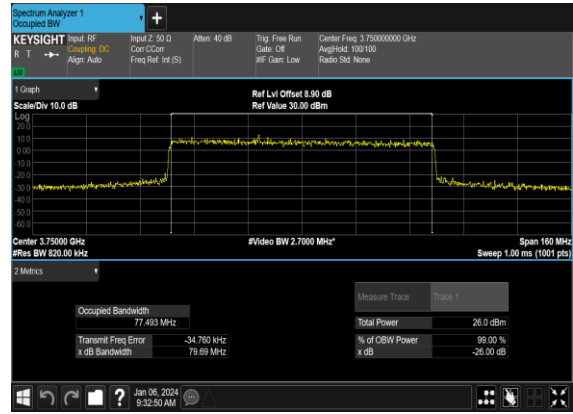 Spectrum Analyzer 1
Occupied BW
+
KEYSIGHT Input: RF Input Z: 50 Ω Atten: 40 dB Trig: Free Run Center Freq: 3.750000000 GHz
R T Coupling: DC Corr CCorr Gate: Off Avg|Hold: 100/100
Align: Auto Freq Ref: Int (S) #IF Gain: Low Radio Std: None
1 Graph Ref Lvl Offset 8.90 dB
Scale/Div 10.0 dB Ref Value 30.00 dBm
Log
20.0
10.0
0.00
-10.0
-20.0
-30.0
-40.0
-50.0
-60.0
Center 3.75000 GHz #Video BW 2.7000 MHz* Span 160 MHz
#Res BW 820.00 kHz Sweep 1.00 ms (1001 pts)
2 Metrics
Measure Trace Trace 1
Occupied Bandwidth
77.493 MHz Total Power 26.0 dBm
Transmit Freq Error -34.760 kHz % of OBW Power 99.00 %
x dB Bandwidth 79.69 MHz x dB -26.00 dB
? Jan 06, 2024
9:32:50 AM